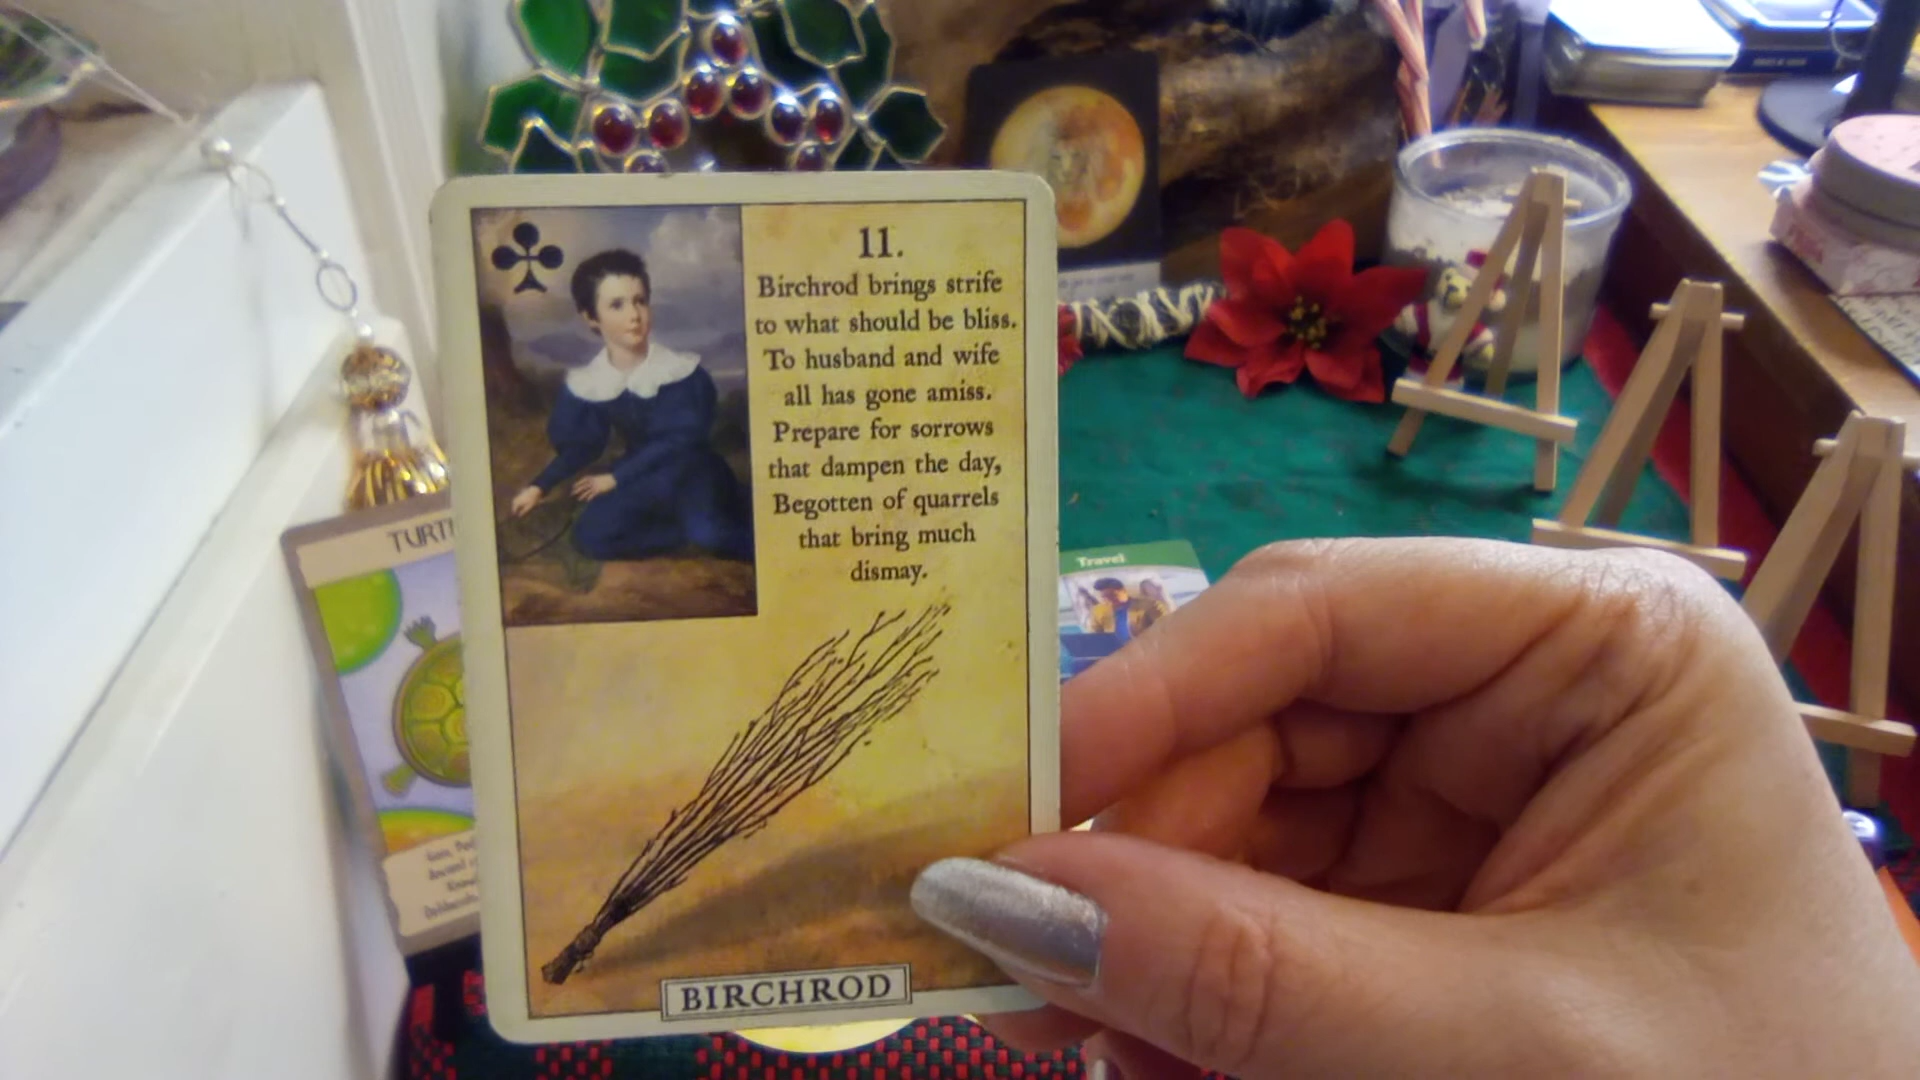 11.
Birchrod brings strife
to what should be bliss.
To husband and wife
all has gone amiss.
Prepare for sorrows
that dampen the day,
Begotten of quarrels
that bring much
dismay.
BIRCHROD
TURT
Travel